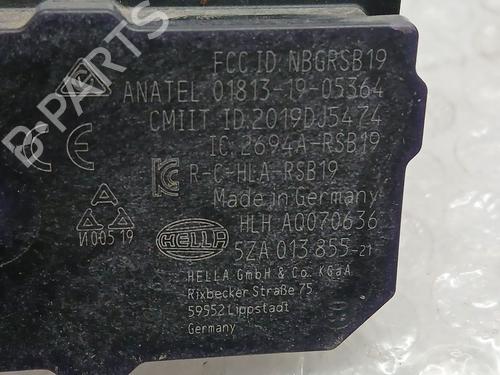 FCC ID NBGRSB19
ANATEL 01813-19-05364
CMIIT ID.2019DJ5474
IC. 2694A-RSB19
R-C-HLA-RSB19
Made in Germany
И005 19
HLH AQ070636
HELLA
5ZA 013 855-21
HELLA GmbH & Co. KGaA
Rixbecker Straße 75
59552 Lippstadt
Germany
B-PARTS